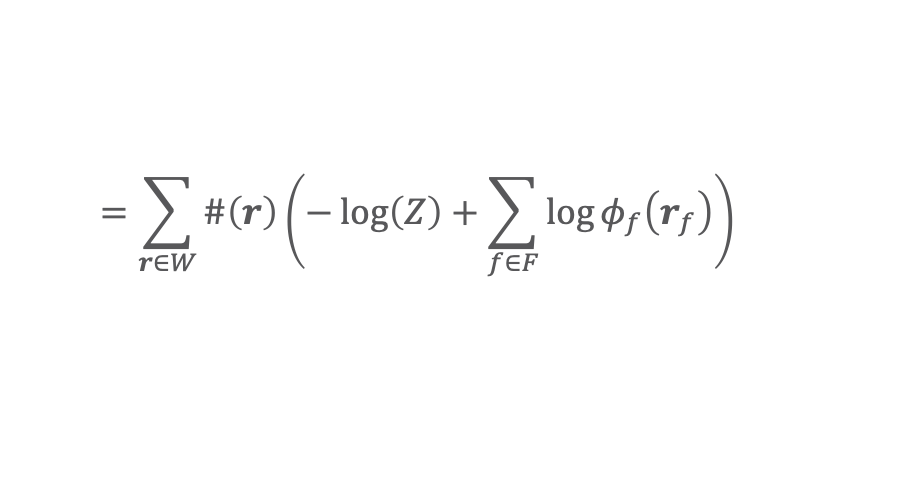 = ∑_{r∈W} #(r) ( − log(Z) + ∑_{f∈F} log ϕ_f(r_f) )